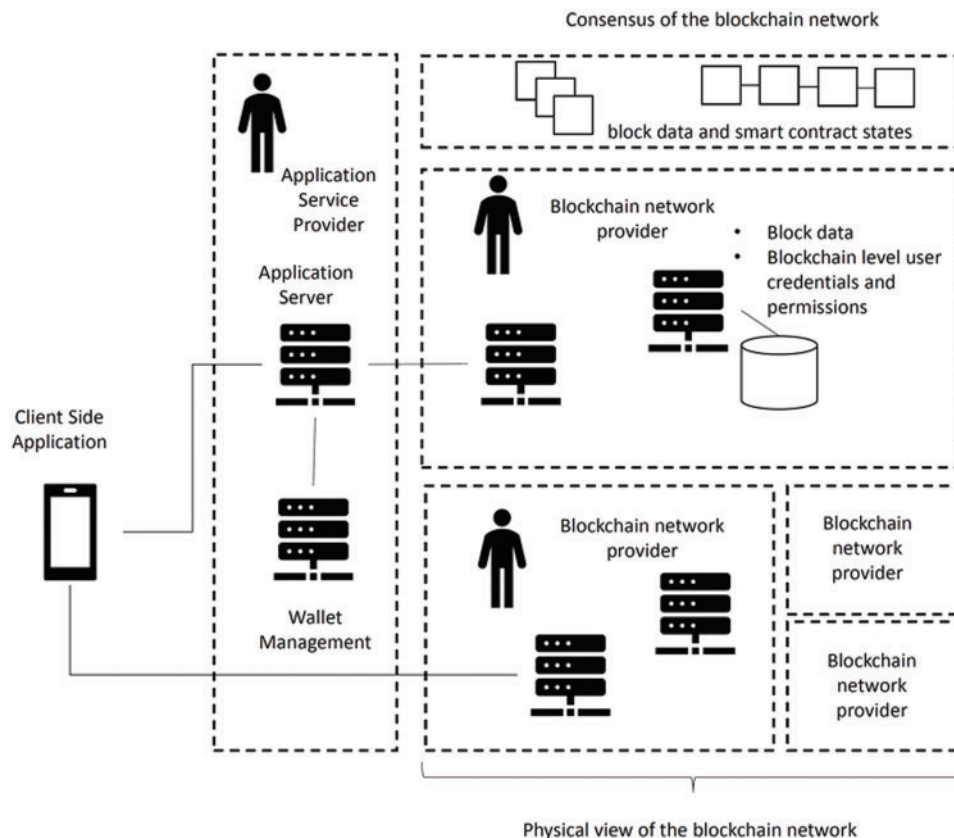 Consensus of the blockchain network
block data and smart contract states
Application
Service
Provider
Application
Server
Blockchain network
provider
• Block data
• Blockchain level user
credentials and
permissions
Client Side
Application
Wallet
Management
Blockchain network
provider
Blockchain
network
provider
Blockchain
network
provider
Physical view of the blockchain network